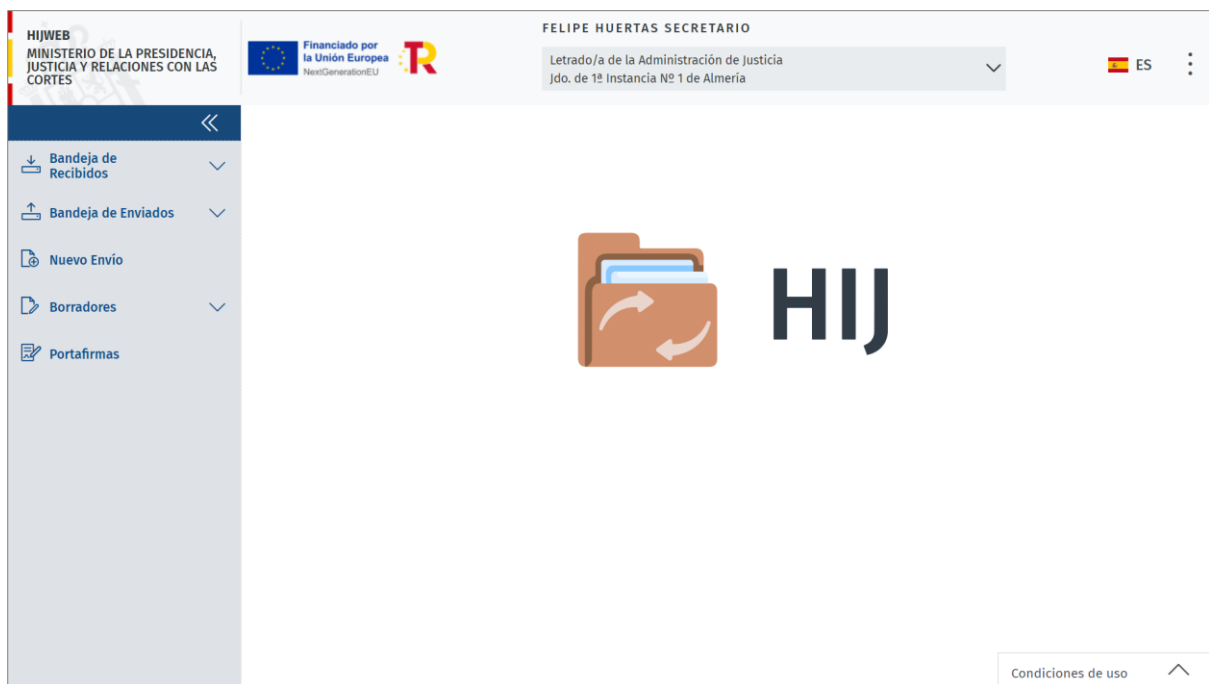 HIJWEB
MINISTERIO DE LA PRESIDENCIA,
JUSTICIA Y RELACIONES CON LAS
CORTES
Financiado por
la Unión Europea
NextGenerationEU
TR
FELIPE HUERTAS SECRETARIO
Letrado/a de la Administración de Justicia
Jdo. de 1ª Instancia Nº 1 de Almería
ES
Bandeja de
Recibidos
Bandeja de Enviados
Nuevo Envío
Borradores
Portafirmas
HIJ
Condiciones de uso